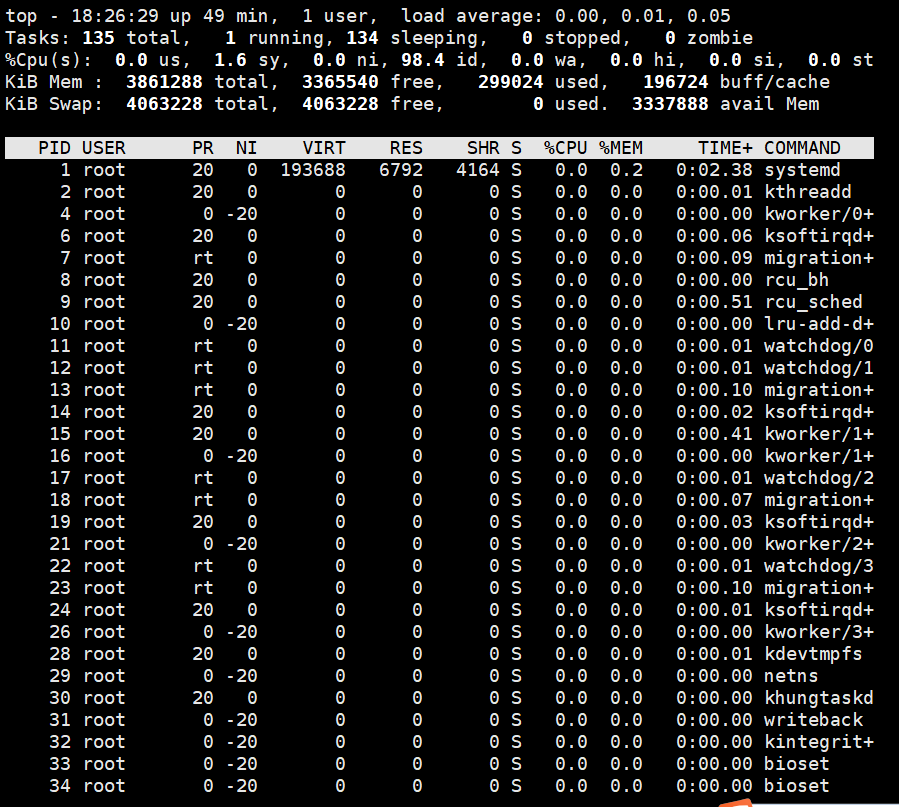 top - 18:26:29 up 49 min,  1 user,  load average: 0.00, 0.01, 0.05
Tasks: 135 total,   1 running, 134 sleeping,   0 stopped,   0 zombie
%Cpu(s):  0.0 us,  1.6 sy,  0.0 ni, 98.4 id,  0.0 wa,  0.0 hi,  0.0 si,  0.0 st
KiB Mem :  3861288 total,  3365540 free,   299024 used,   196724 buff/cache
KiB Swap:  4063228 total,  4063228 free,        0 used.  3337888 avail Mem
PID USER      PR  NI    VIRT    RES    SHR S  %CPU %MEM     TIME+ COMMAND
1 root      20   0  193688   6792   4164 S   0.0  0.2   0:02.38 systemd
2 root      20   0       0      0      0 S   0.0  0.0   0:00.01 kthreadd
4 root       0 -20       0      0      0 S   0.0  0.0   0:00.00 kworker/0+
6 root      20   0       0      0      0 S   0.0  0.0   0:00.06 ksoftirqd+
7 root      rt   0       0      0      0 S   0.0  0.0   0:00.09 migration+
8 root      20   0       0      0      0 S   0.0  0.0   0:00.00 rcu_bh
9 root      20   0       0      0      0 S   0.0  0.0   0:00.51 rcu_sched
10 root       0 -20       0      0      0 S   0.0  0.0   0:00.00 lru-add-d+
11 root      rt   0       0      0      0 S   0.0  0.0   0:00.01 watchdog/0
12 root      rt   0       0      0      0 S   0.0  0.0   0:00.01 watchdog/1
13 root      rt   0       0      0      0 S   0.0  0.0   0:00.10 migration+
14 root      20   0       0      0      0 S   0.0  0.0   0:00.02 ksoftirqd+
15 root      20   0       0      0      0 S   0.0  0.0   0:00.41 kworker/1+
16 root       0 -20       0      0      0 S   0.0  0.0   0:00.00 kworker/1+
17 root      rt   0       0      0      0 S   0.0  0.0   0:00.01 watchdog/2
18 root      rt   0       0      0      0 S   0.0  0.0   0:00.07 migration+
19 root      20   0       0      0      0 S   0.0  0.0   0:00.03 ksoftirqd+
21 root       0 -20       0      0      0 S   0.0  0.0   0:00.00 kworker/2+
22 root      rt   0       0      0      0 S   0.0  0.0   0:00.01 watchdog/3
23 root      rt   0       0      0      0 S   0.0  0.0   0:00.10 migration+
24 root      20   0       0      0      0 S   0.0  0.0   0:00.01 ksoftirqd+
26 root       0 -20       0      0      0 S   0.0  0.0   0:00.00 kworker/3+
28 root      20   0       0      0      0 S   0.0  0.0   0:00.01 kdevtmpfs
29 root       0 -20       0      0      0 S   0.0  0.0   0:00.00 netns
30 root      20   0       0      0      0 S   0.0  0.0   0:00.00 khungtaskd
31 root       0 -20       0      0      0 S   0.0  0.0   0:00.00 writeback
32 root       0 -20       0      0      0 S   0.0  0.0   0:00.00 kintegrit+
33 root       0 -20       0      0      0 S   0.0  0.0   0:00.00 bioset
34 root       0 -20       0      0      0 S   0.0  0.0   0:00.00 bioset